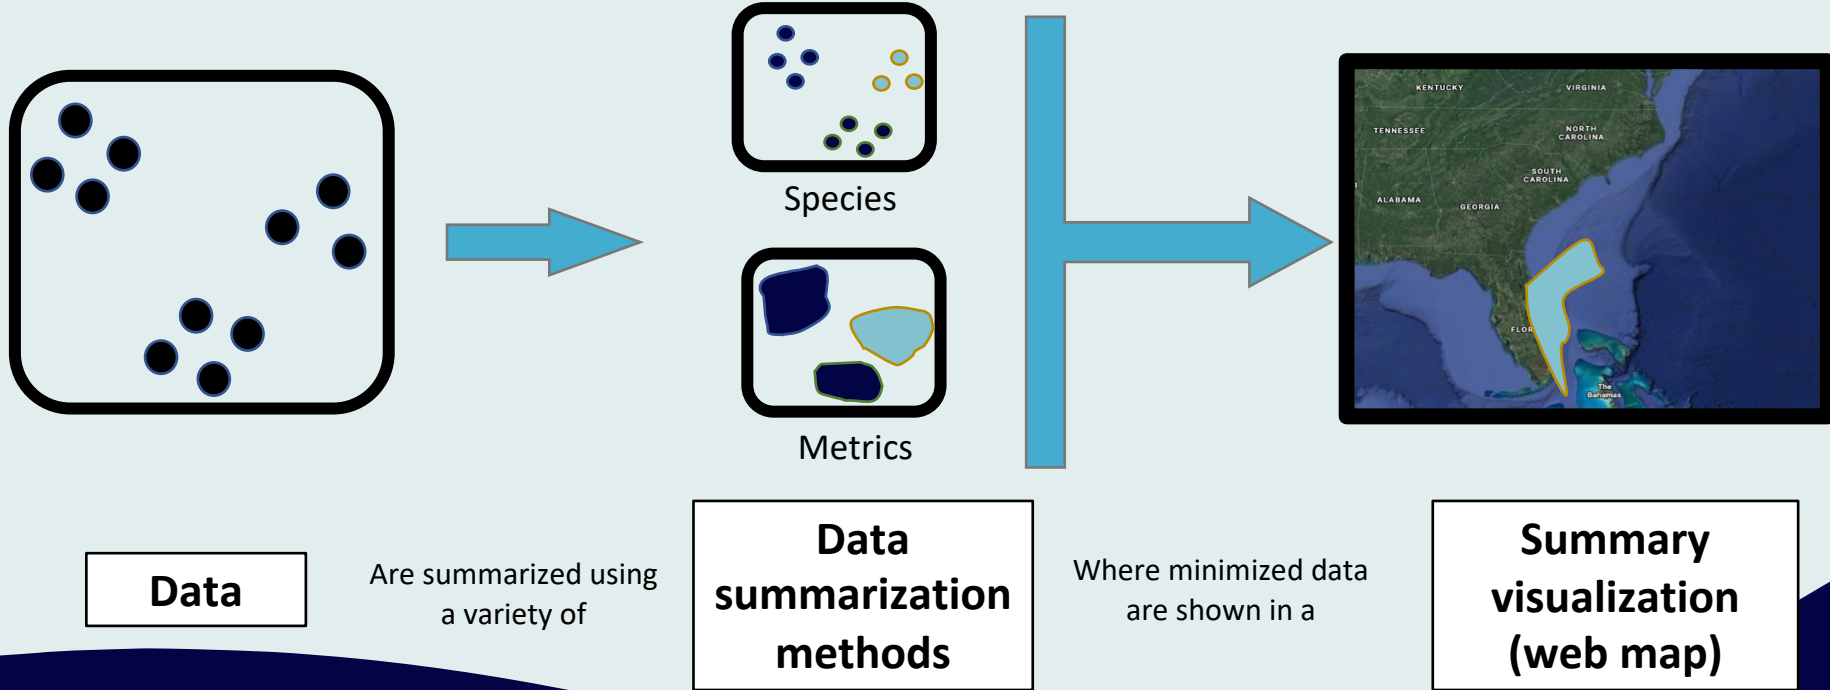 Species
Metrics
KENTUCKY
VIRGINIA
TENNESSEE
NORTH
CAROLINA
SOUTH
CAROLINA
ALABAMA
GEORGIA
FLOR
The
Bahamas
Data
Are summarized using
a variety of
Data
summarization
methods
Where minimized data
are shown in a
Summary
visualization
(web map)